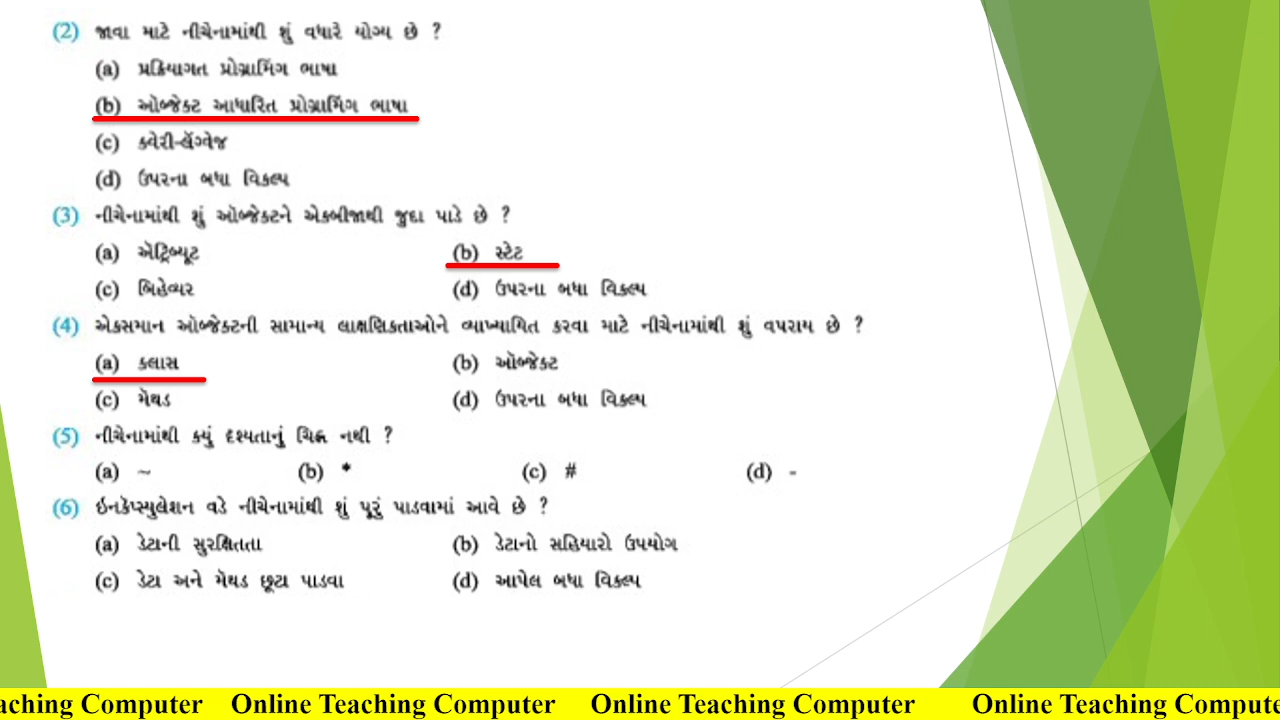 (2) જાવા માટે નીચેનામાંથી શું વધારે યોગ્ય છે ?
(a) પ્રક્રિયાગત પ્રોગ્રામિંગ ભાષા
(b) ઑબ્જેક્ટ આધારિત પ્રોગ્રામિંગ ભાષા
(c) ક્વેરી-લૅંગ્વેજ
(d) ઉપરના બધા વિકલ્પ
(3) નીચેનામાંથી શું ઑબ્જેક્ટને એકબીજાથી જુદા પાડે છે ?
(a) ઍટ્રિબ્યૂટ (b) સ્ટેટ
(c) બિહેવ્યર (d) ઉપરના બધા વિકલ્પ
(4) એકસમાન ઑબ્જેક્ટની સામાન્ય લાક્ષણિકતાઓને વ્યાખ્યાયિત કરવા માટે નીચેનામાંથી શું વપરાય છે ?
(a) ક્લાસ (b) ઑબ્જેક્ટ
(c) મૅથડ (d) ઉપરના બધા વિકલ્પ
(5) નીચેનામાંથી ક્યું દૃશ્યતાનું ચિહ્ન નથી ?
(a) ~ (b) * (c) # (d) -
(6) ઇનકૅપ્સ્યુલેશન વડે નીચેનામાંથી શું પૂરું પાડવામાં આવે છે ?
(a) ડેટાની સુરક્ષિતતા (b) ડેટાનો સહિયારો ઉપયોગ
(c) ડેટા અને મૅથડ છૂટા પાડવા (d) આપેલ બધા વિકલ્પ
aching Computer Online Teaching Computer Online Teaching Computer Online Teaching Compute